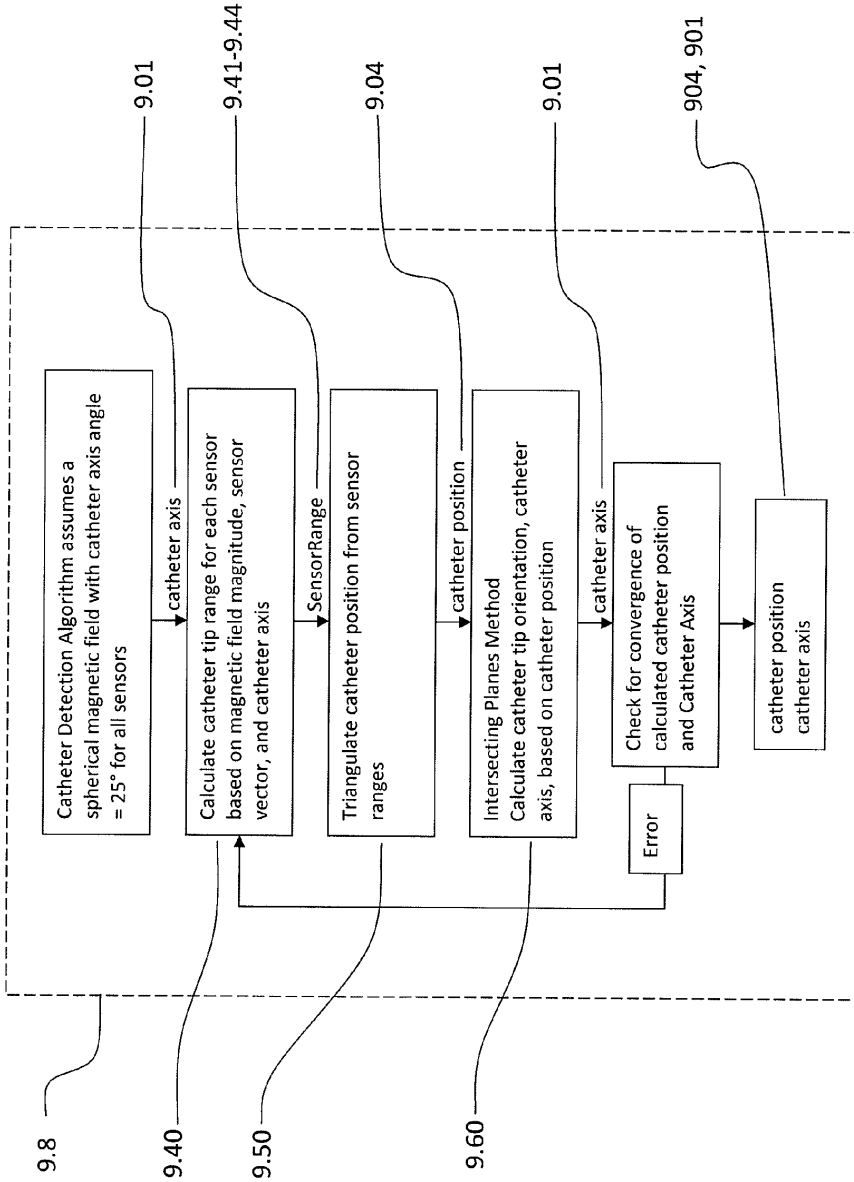 Catheter Detection Algorithm assumes a
spherical magnetic field with catheter axis angle
= 25° for all sensors
catheter axis
9.01
Calculate catheter tip range for each sensor
based on magnetic field magnitude, sensor
vector, and catheter axis
SensorRange
9.41-9.44
Triangulate catheter position from sensor
ranges
catheter position
9.04
Intersecting Planes Method
Calculate catheter tip orientation, catheter
axis, based on catheter position
catheter axis
9.01
Check for convergence of
calculated catheter position
and Catheter Axis
Error
catheter position
catheter axis
904, 901
9.8
9.40
9.50
9.60